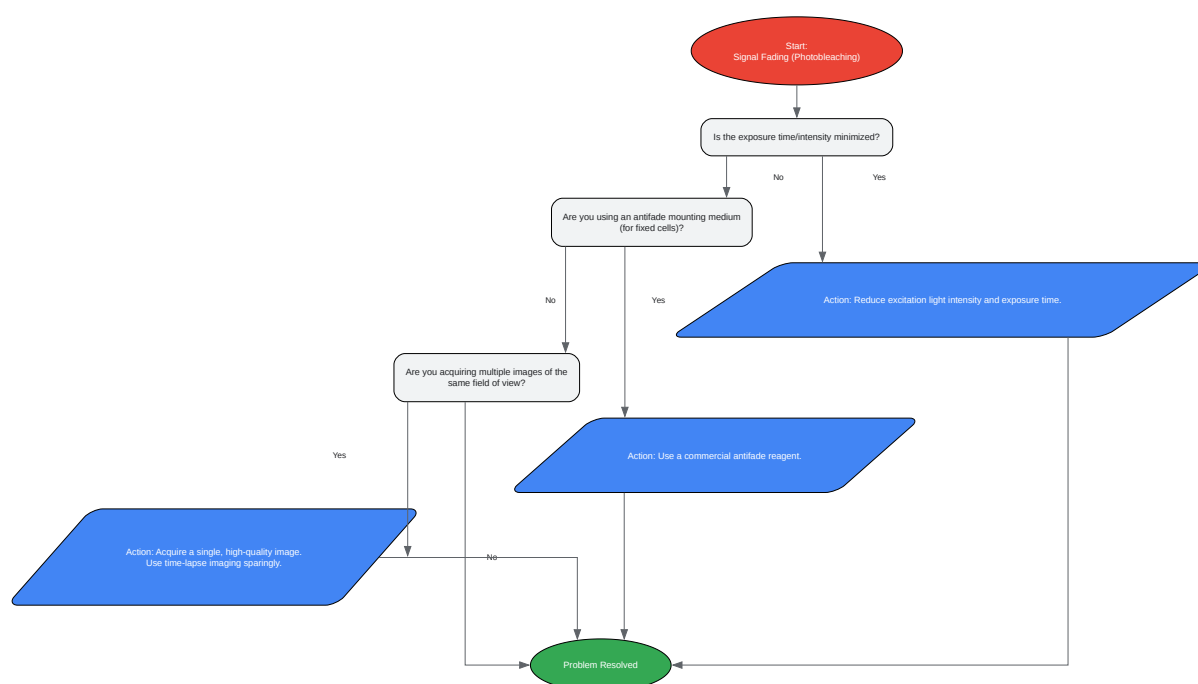 Start:
Signal Fading (Photobleaching)
Is the exposure time/intensity minimized?
No
Yes
Are you using an antifade mounting medium
(for fixed cells)?
No
Yes
Action: Reduce excitation light intensity and exposure time.
Are you acquiring multiple images of the
same field of view?
Yes
Action: Use a commercial antifade reagent.
Action: Acquire a single, high-quality image.
Use time-lapse imaging sparingly.
No
Problem Resolved